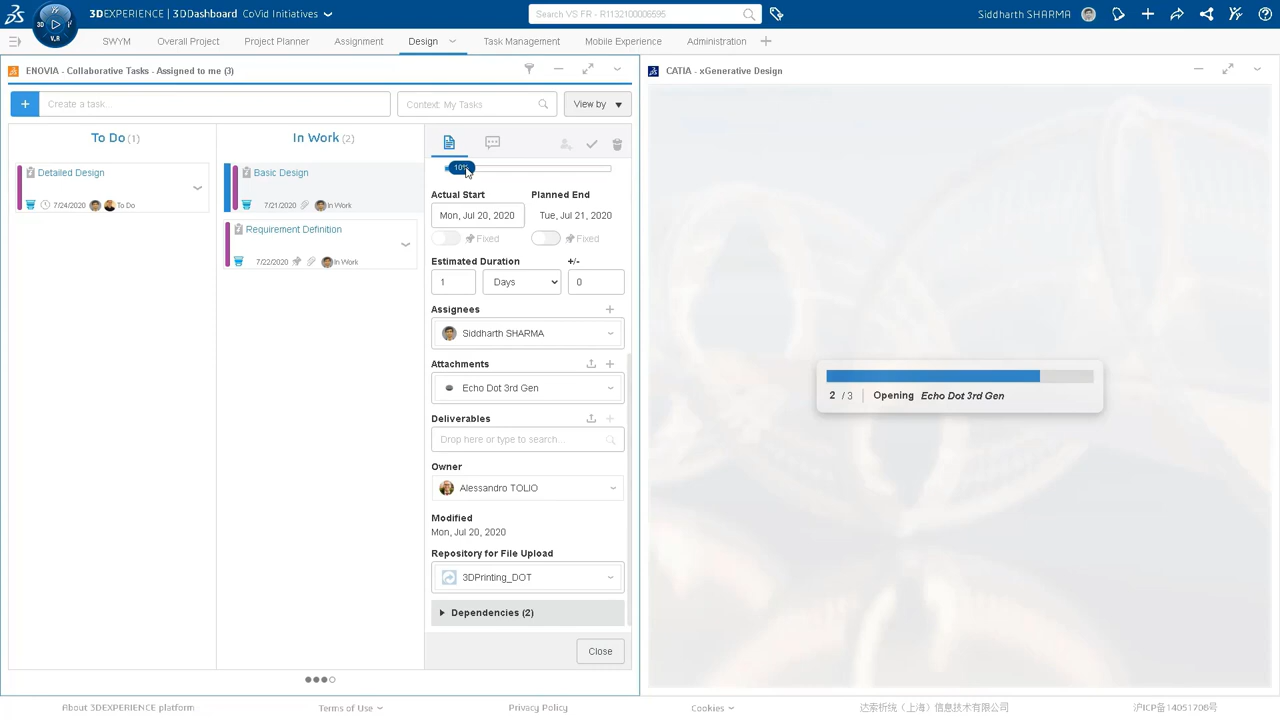 3DEXPERIENCE | 3DDashboard CoVid Initiatives
Search VS FR - R1132100006595
Siddharth SHARMA
3D
V.R
SWYM
Overall Project
Project Planner
Assignment
Design
Task Management
Mobile Experience
Administration
ENOVIA - Collaborative Tasks - Assigned to me (3)
Create a task...
Context: My Tasks
View by
To Do (1)
Detailed Design
7/24/2020
To Do
In Work (2)
Basic Design
7/21/2020
In Work
Requirement Definition
7/22/2020
In Work
10%
Actual Start
Planned End
Mon, Jul 20, 2020
Tue, Jul 21, 2020
Fixed
Fixed
Estimated Duration
+/-
1
Days
0
Assignees
Siddharth SHARMA
Attachments
Echo Dot 3rd Gen
Deliverables
Drop here or type to search...
Owner
Alessandro TOLIO
Modified
Mon, Jul 20, 2020
Repository for File Upload
3DPrinting_DOT
Dependencies (2)
Close
CATIA - xGenerative Design
2 / 3 Opening Echo Dot 3rd Gen
About 3DEXPERIENCE platform
Terms of Use
Privacy Policy
Cookies
达索析统（上海）信息技术有限公司
沪ICP备14051706号